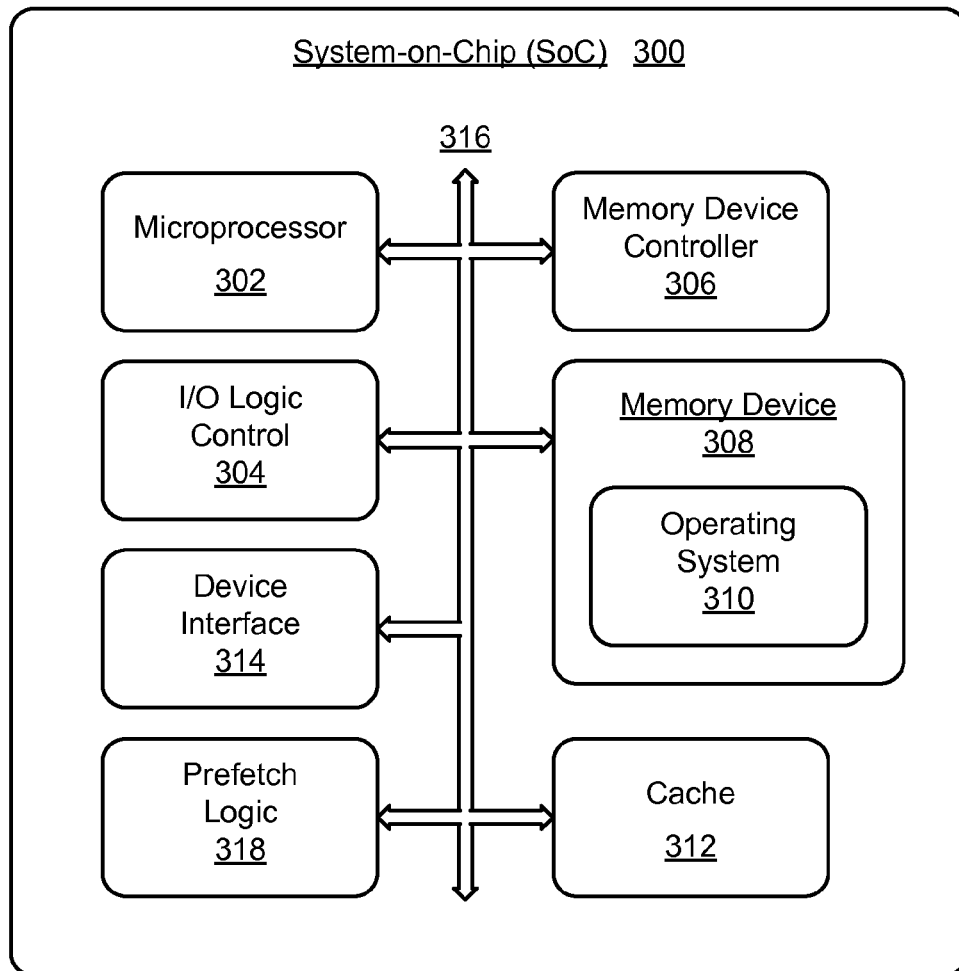 System-on-Chip (SoC) 300
316
Microprocessor
302
Memory Device
Controller
306
I/O Logic
Control
304
Memory Device
308
Operating
System
310
Device
Interface
314
Prefetch
Logic
318
Cache
312